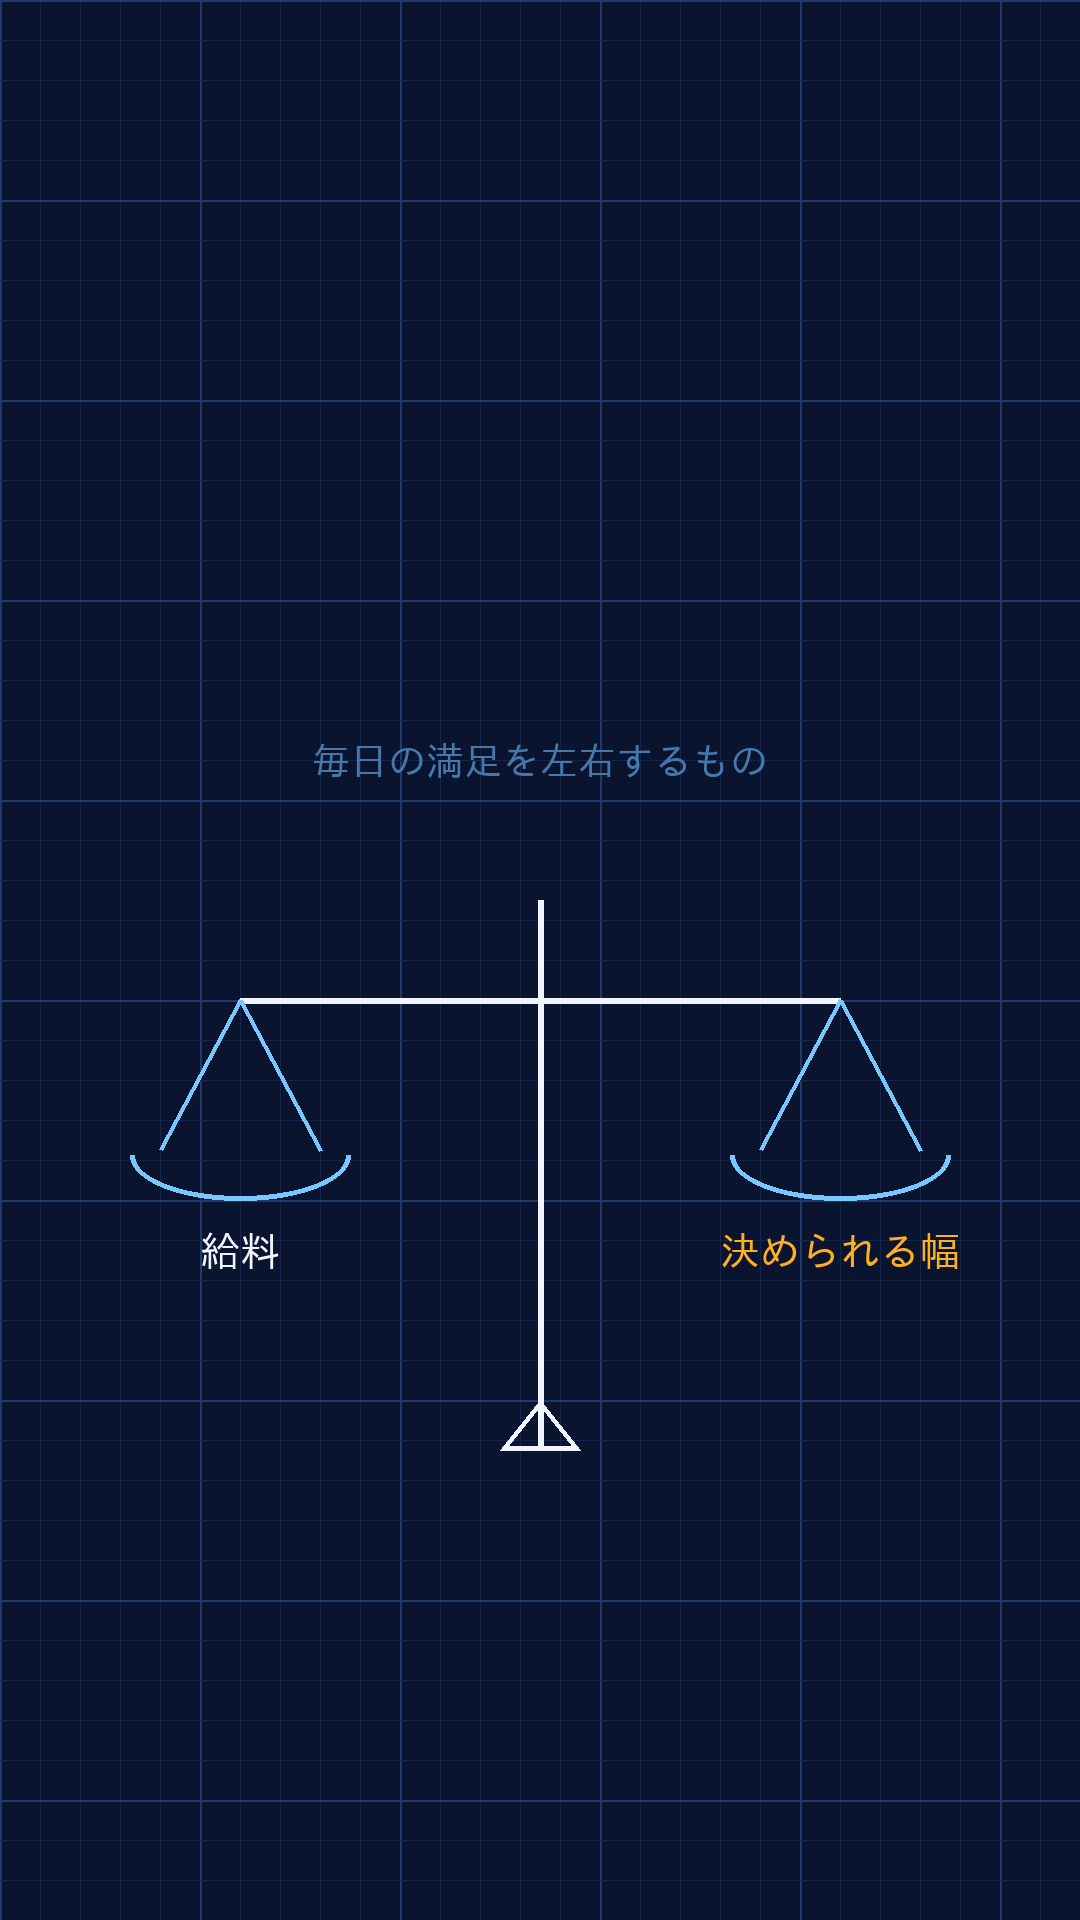 毎日の満足を左右するもの
給料
決められる幅